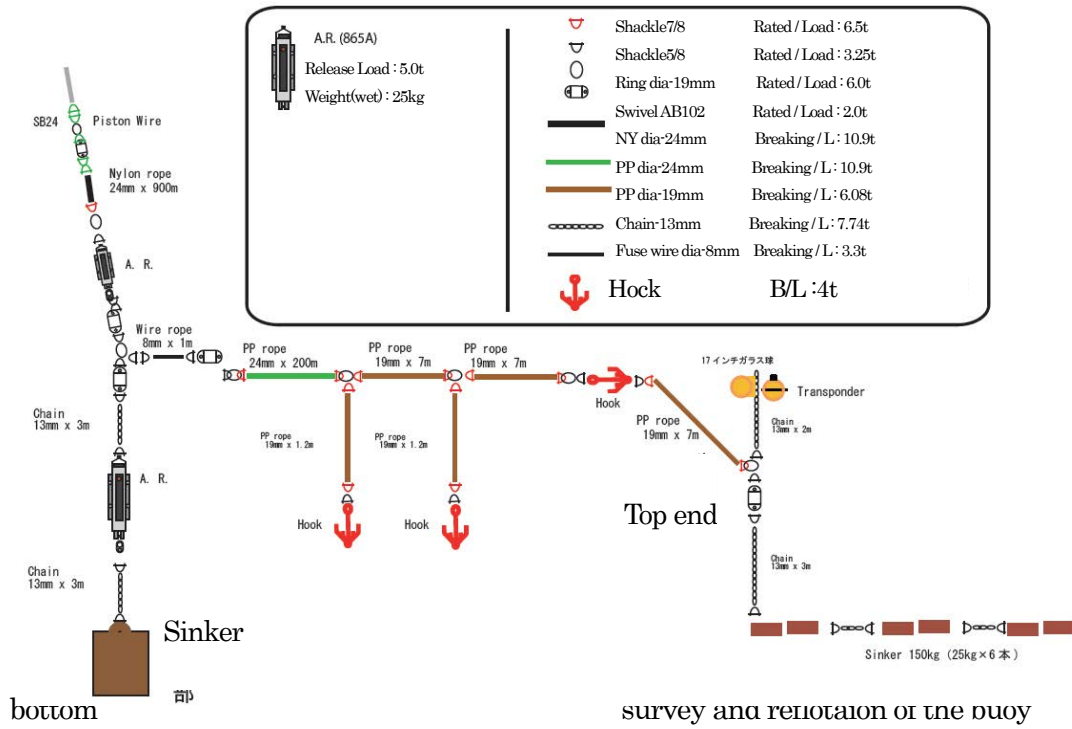 A.R. (865A)
Release Load : 5.0t
Weight(wet) : 25kg
Shackle7/8 Rated / Load : 6.5t
Shackle5/8 Rated / Load : 3.25t
Ring dia-19mm Rated / Load : 6.0t
Swivel AB102 Rated / Load : 2.0t
NY dia-24mm Breaking / L : 10.9t
PP dia-24mm Breaking / L : 10.9t
PP dia-19mm Breaking / L : 6.08t
Chain-13mm Breaking / L : 7.74t
Fuse wire dia-8mm Breaking / L : 3.3t
Hock B/L :4t
SB24
Piston Wire
Nylon rope
24mm x 900m
A. R.
Wire rope
8mm x 1m
PP rope
24mm x 200m
PP rope
19mm x 7m
PP rope
19mm x 7m
Hook
PP rope
19mm x 7m
17インチガラス球
Transponder
Chain
13mm x 2m
Chain
13mm x 3m
PP rope
19mm x 1.2m
PP rope
19mm x 1.2m
A. R.
Hook
Hook
Top end
Chain
13mm x 3m
Chain
13mm x 3m
Sinker
Sinker 150kg (25kg×6本)
部
bottom
survey and reflotaion of the buoy